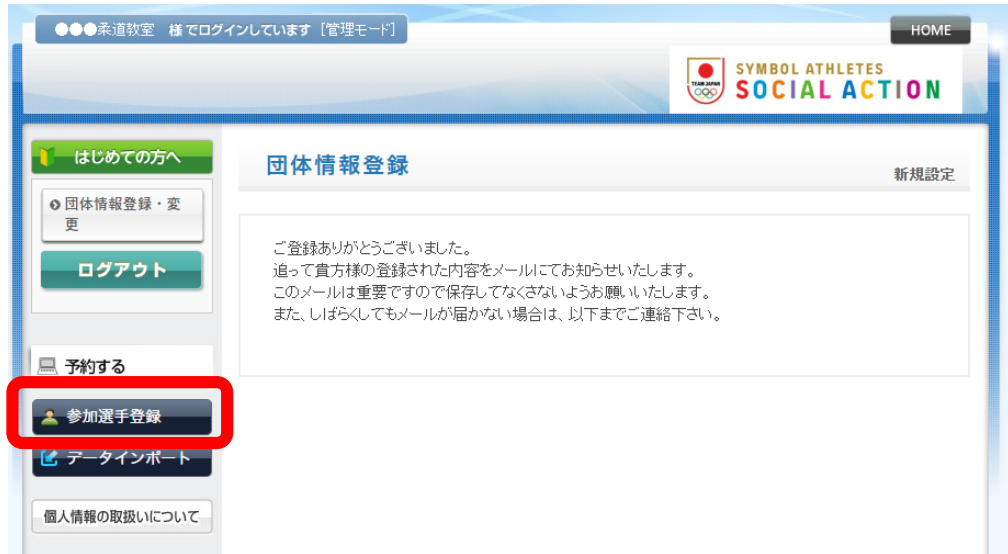 ●●●柔道教室 様 でログインしています [管理モード]
HOME
TEAM JAPAN
SYMBOL ATHLETES
SOCIAL ACTION
はじめての方へ
団体情報登録
新規設定
団体情報登録・変
更
ログアウト
ご登録ありがとうございました。
追って貴方様の登録された内容をメールにてお知らせいたします。
このメールは重要ですので保存してなくさないようお願いいたします。
また、しばらくしてもメールが届かない場合は、以下までご連絡下さい。
予約する
参加選手登録
データインポート
個人情報の取扱いについて